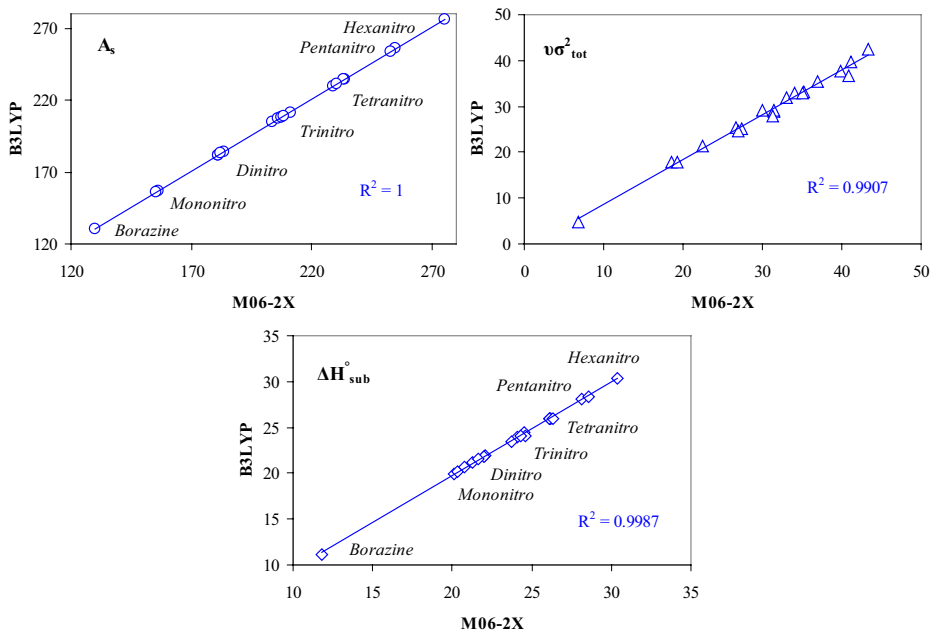 270
220
170
120
B3LYP
A_s
Hexanitro
Pentanitro
Tetranitro
Trinitro
Dinitro
Mononitro
Borazine
R² = 1
120
170
220
270
M06-2X
50
40
30
20
10
0
B3LYP
υσ²_tot
R² = 0.9907
0
10
20
30
40
50
M06-2X
35
30
25
20
15
10
B3LYP
ΔH°_sub
Hexanitro
Pentanitro
Tetranitro
Trinitro
Dinitro
Mononitro
R² = 0.9987
Borazine
10
15
20
25
30
35
M06-2X